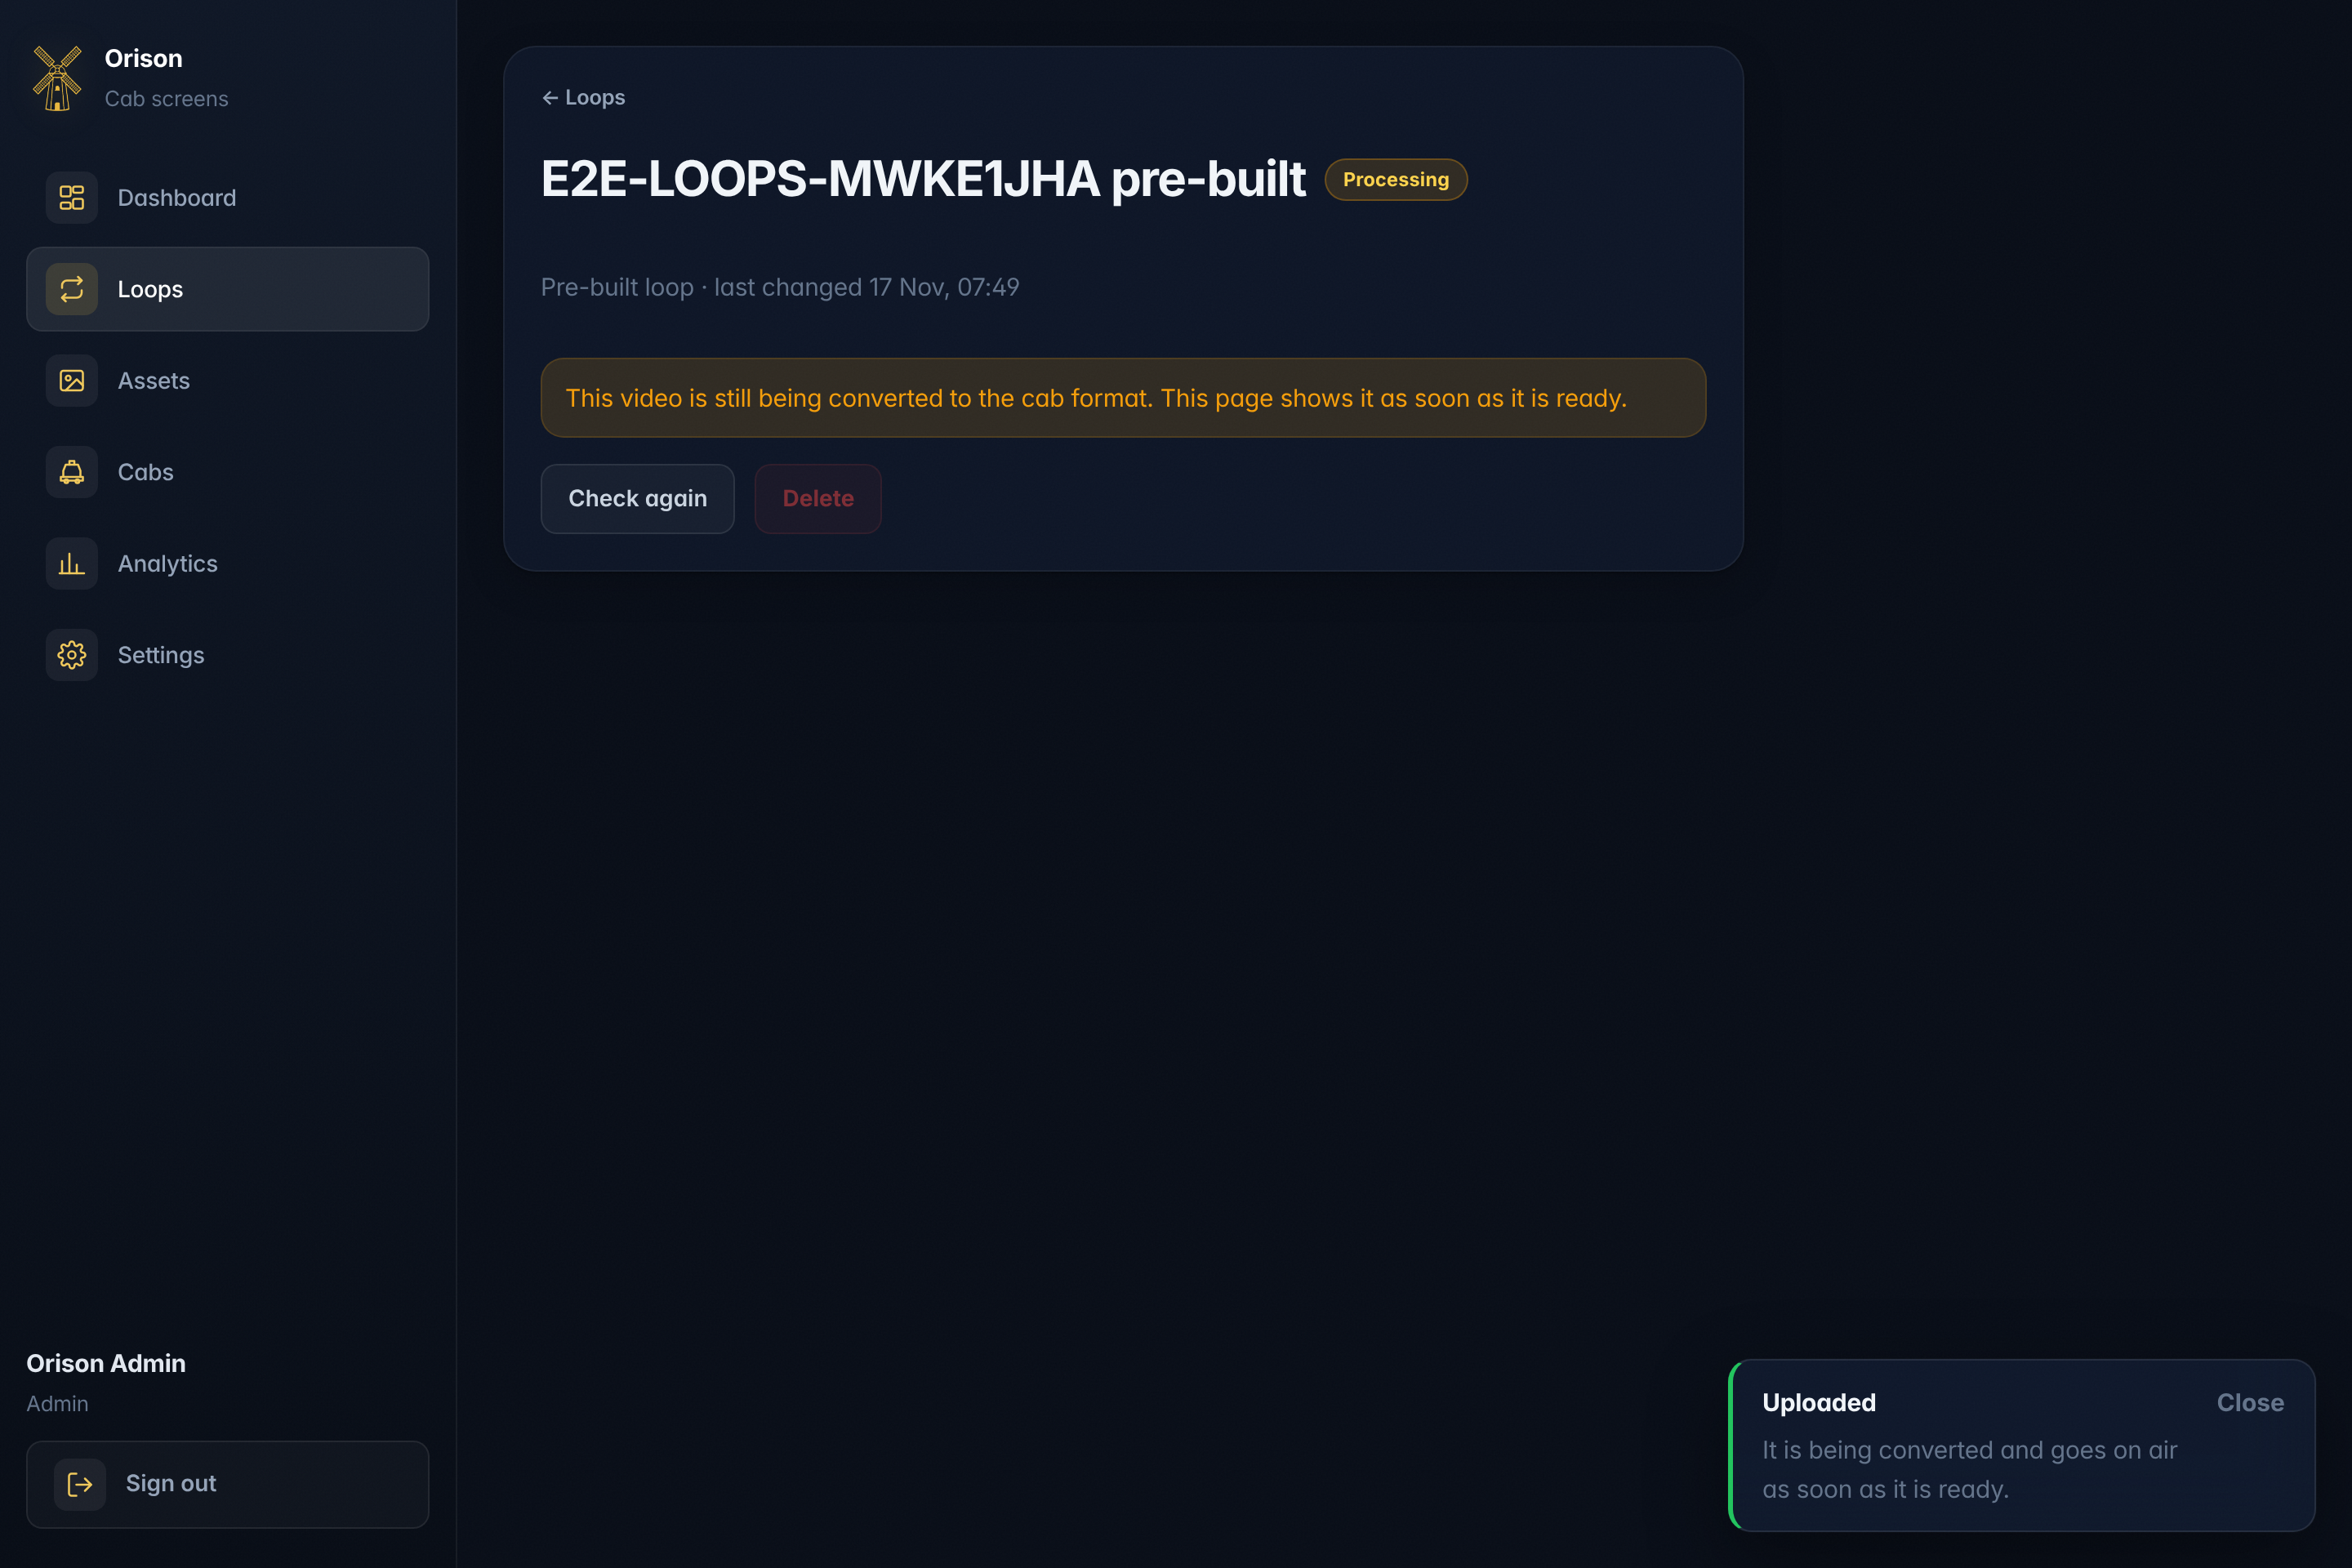 Orison
Cab screens
Dashboard
Loops
Assets
Cabs
Analytics
Settings
Orison Admin
Admin
Sign out
← Loops
E2E-LOOPS-MWKE1JHA pre-built
Processing
Pre-built loop · last changed 17 Nov, 07:49
This video is still being converted to the cab format. This page shows it as soon as it is ready.
Check again
Delete
Uploaded
Close
It is being converted and goes on air
as soon as it is ready.